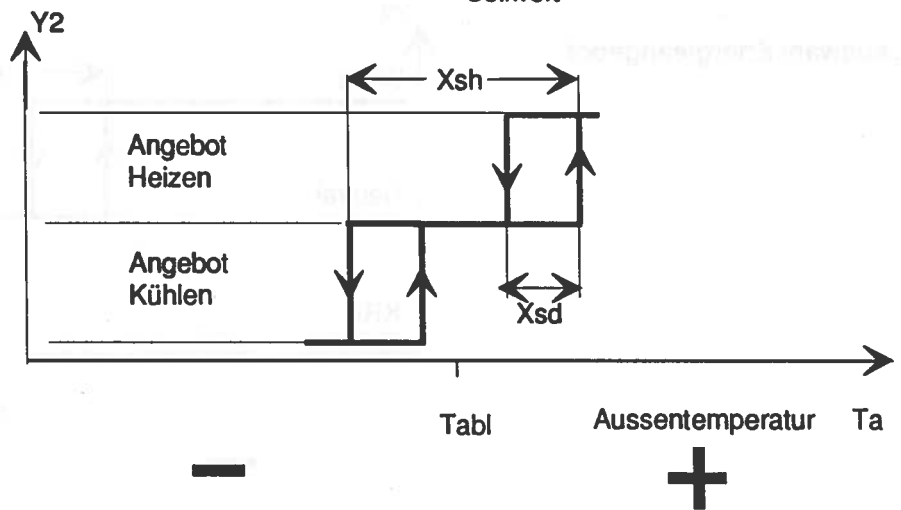 Y2
Xsh
Angebot
Heizen
Angebot
Kühlen
Xsd
Tabl
Aussentemperatur Ta
− +